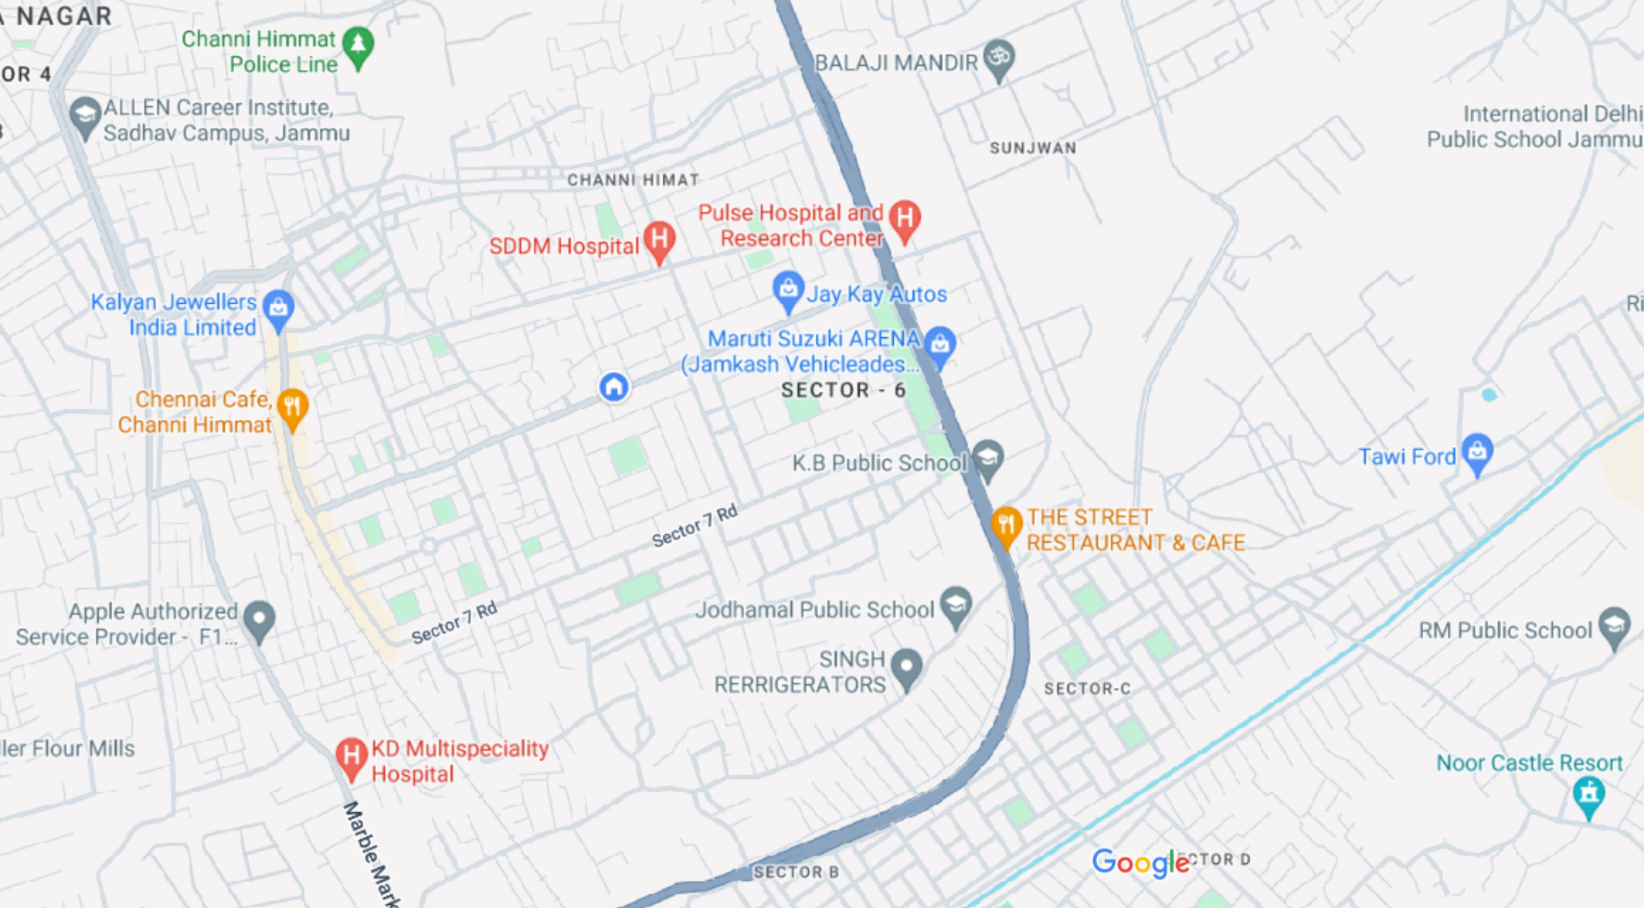 A NAGAR
Channi Himmat
Police Line
OR 4
BALAJI MANDIR
ALLEN Career Institute,
Sadhav Campus, Jammu
International Delhi
Public School Jammu
SUNJWAN
CHANNI HIMAT
Pulse Hospital and
Research Center
SDDM Hospital
Kalyan Jewellers
India Limited
Jay Kay Autos
Ri
Maruti Suzuki ARENA
(Jamkash Vehicleades...
SECTOR - 6
Chennai Cafe,
Channi Himmat
K.B Public School
Tawi Ford
Sector 7 Rd
THE STREET
RESTAURANT & CAFE
Apple Authorized
Service Provider - F1...
Sector 7 Rd
Jodhamal Public School
RM Public School
SINGH
RERRIGERATORS
SECTOR-C
ller Flour Mills
KD Multispeciality
Hospital
Noor Castle Resort
Marble Mark
SECTOR B
Google
CTOR D